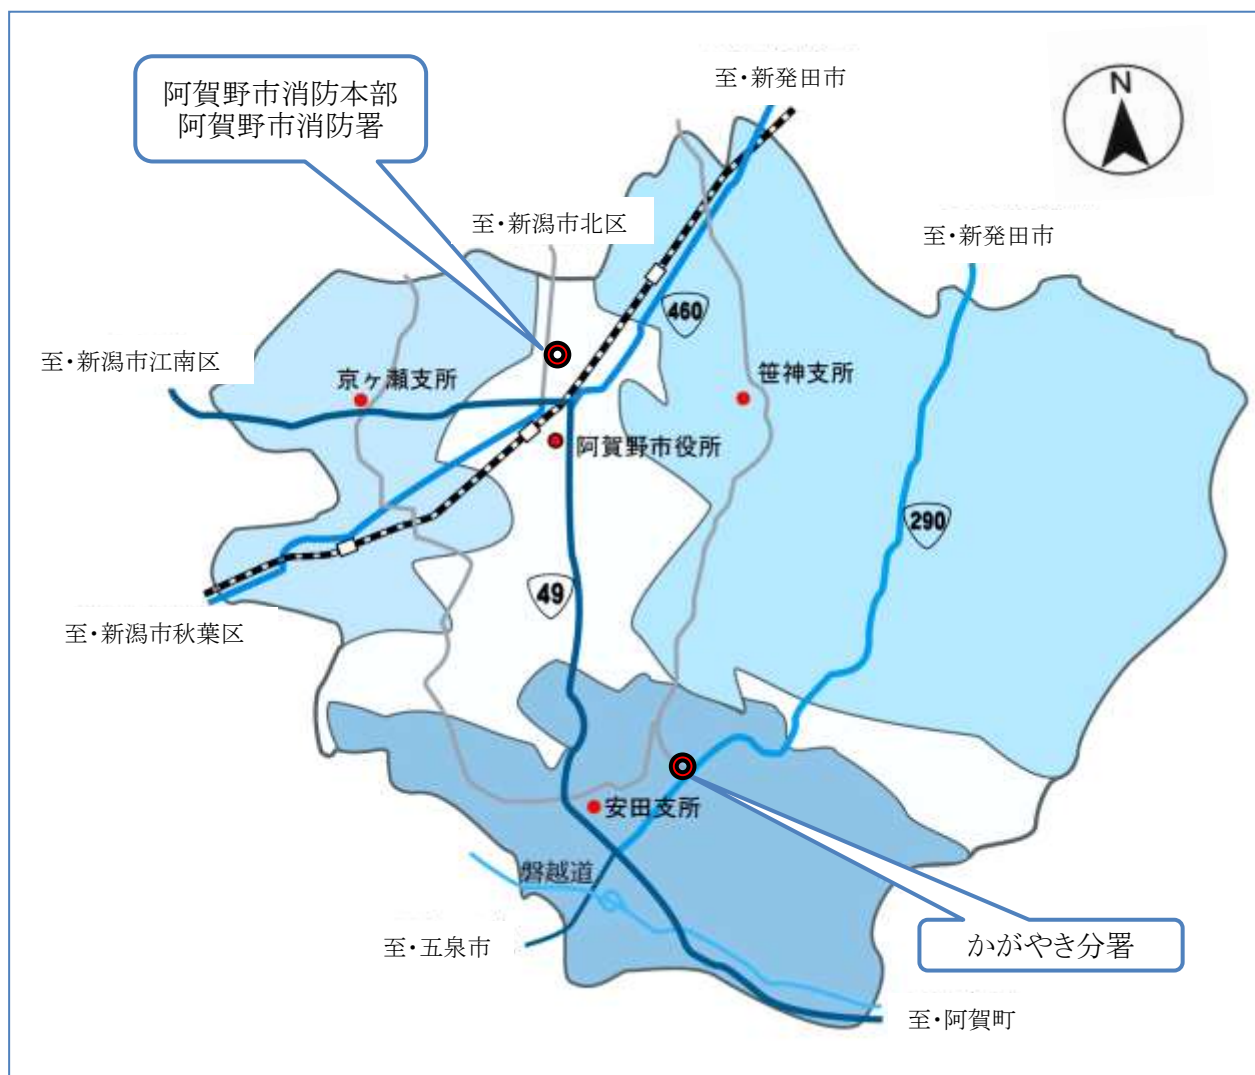 至・新発田市
阿賀野市消防本部
阿賀野市消防署
N
至・新潟市北区
至・新発田市
460
至・新潟市江南区
京ヶ瀬支所
笹神支所
阿賀野市役所
290
49
至・新潟市秋葉区
安田支所
磐越道
至・五泉市
かがやき分署
至・阿賀町